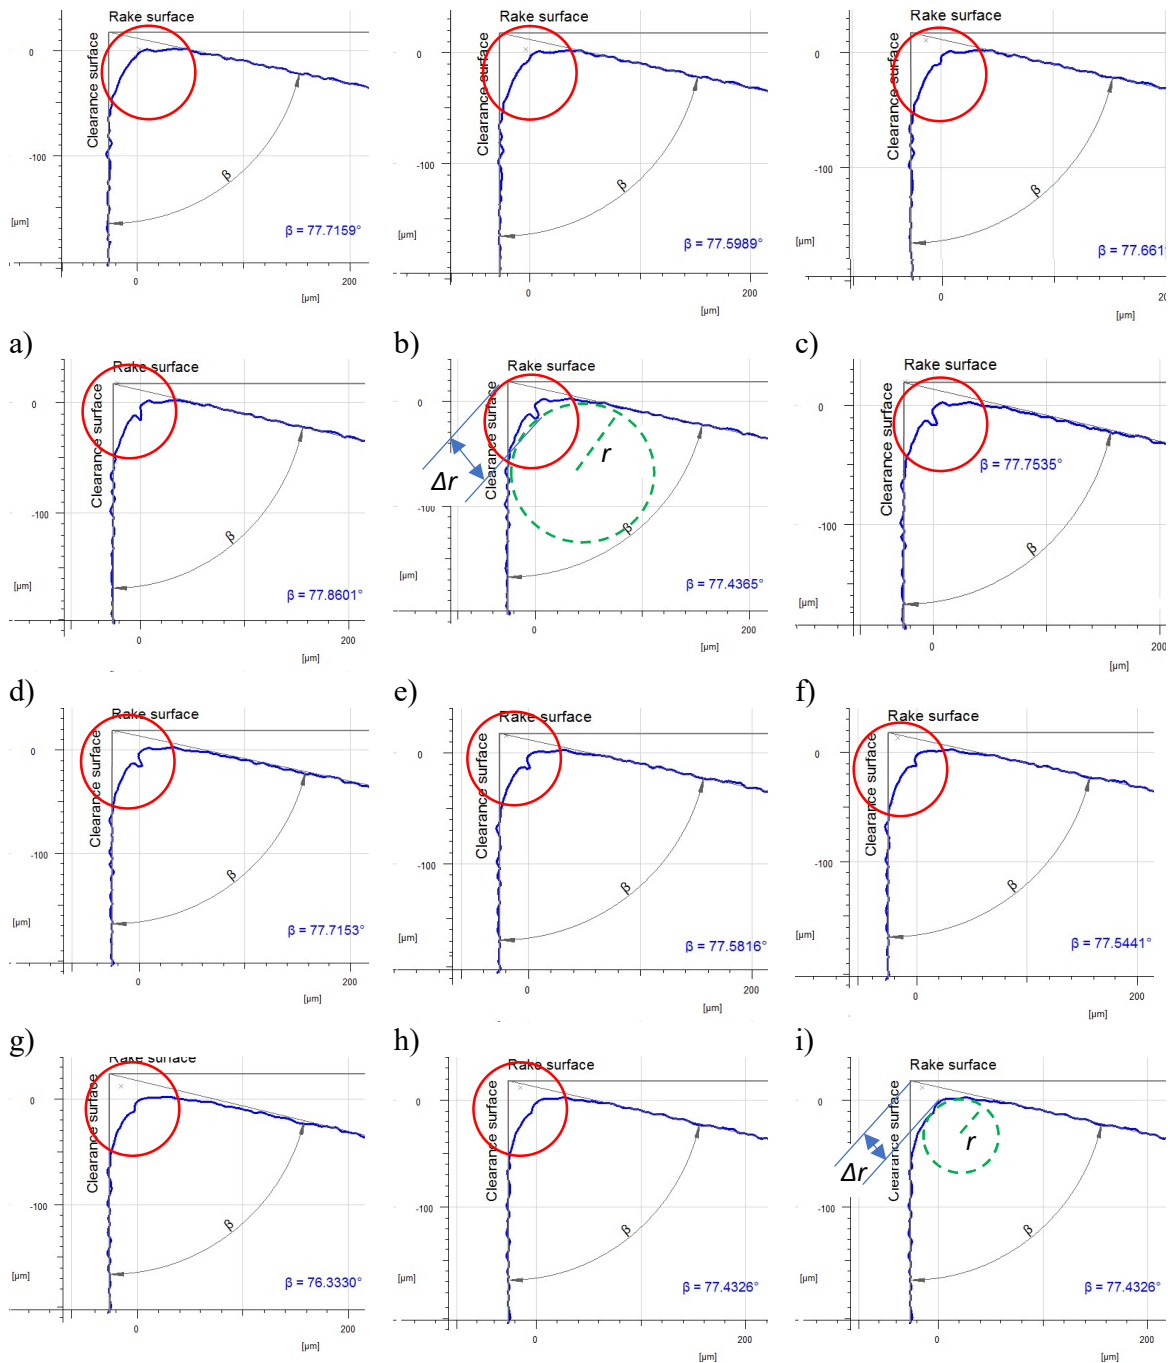 Rake surface
Clearance surface
0
-100
[µm]
β
β = 77.7159°
0
200
[µm]
Rake surface
Clearance surface
0
-100
[µm]
β
β = 77.5989°
0
200
[µm]
Rake surface
Clearance surface
0
-100
[µm]
β
β = 77.661
0
[µm]
a)
b)
c)
Rake surface
Clearance surface
0
-100
[µm]
β
β = 77.8601°
0
200
[µm]
Rake surface
Clearance surface
0
Δr
r
-100
[µm]
β
β = 77.4365°
0
200
[µm]
Rake surface
Clearance surface
0
β = 77.7535°
-100
[µm]
β
0
200
[µm]
d)
e)
f)
Rake surface
Clearance surface
0
-100
[µm]
β
β = 77.7153°
0
200
[µm]
Rake surface
Clearance surface
0
-100
[µm]
β
β = 77.5816°
0
200
[µm]
Rake surface
Clearance surface
0
-100
[µm]
β
β = 77.5441°
0
200
[µm]
g)
h)
i)
Rake surface
Clearance surface
0
-100
[µm]
β
β = 76.3330°
0
200
[µm]
Rake surface
Clearance surface
0
-100
[µm]
β
β = 77.4326°
0
200
[µm]
Rake surface
Clearance surface
0
Δr
r
-100
[µm]
β
β = 77.4326°
0
200
[µm]